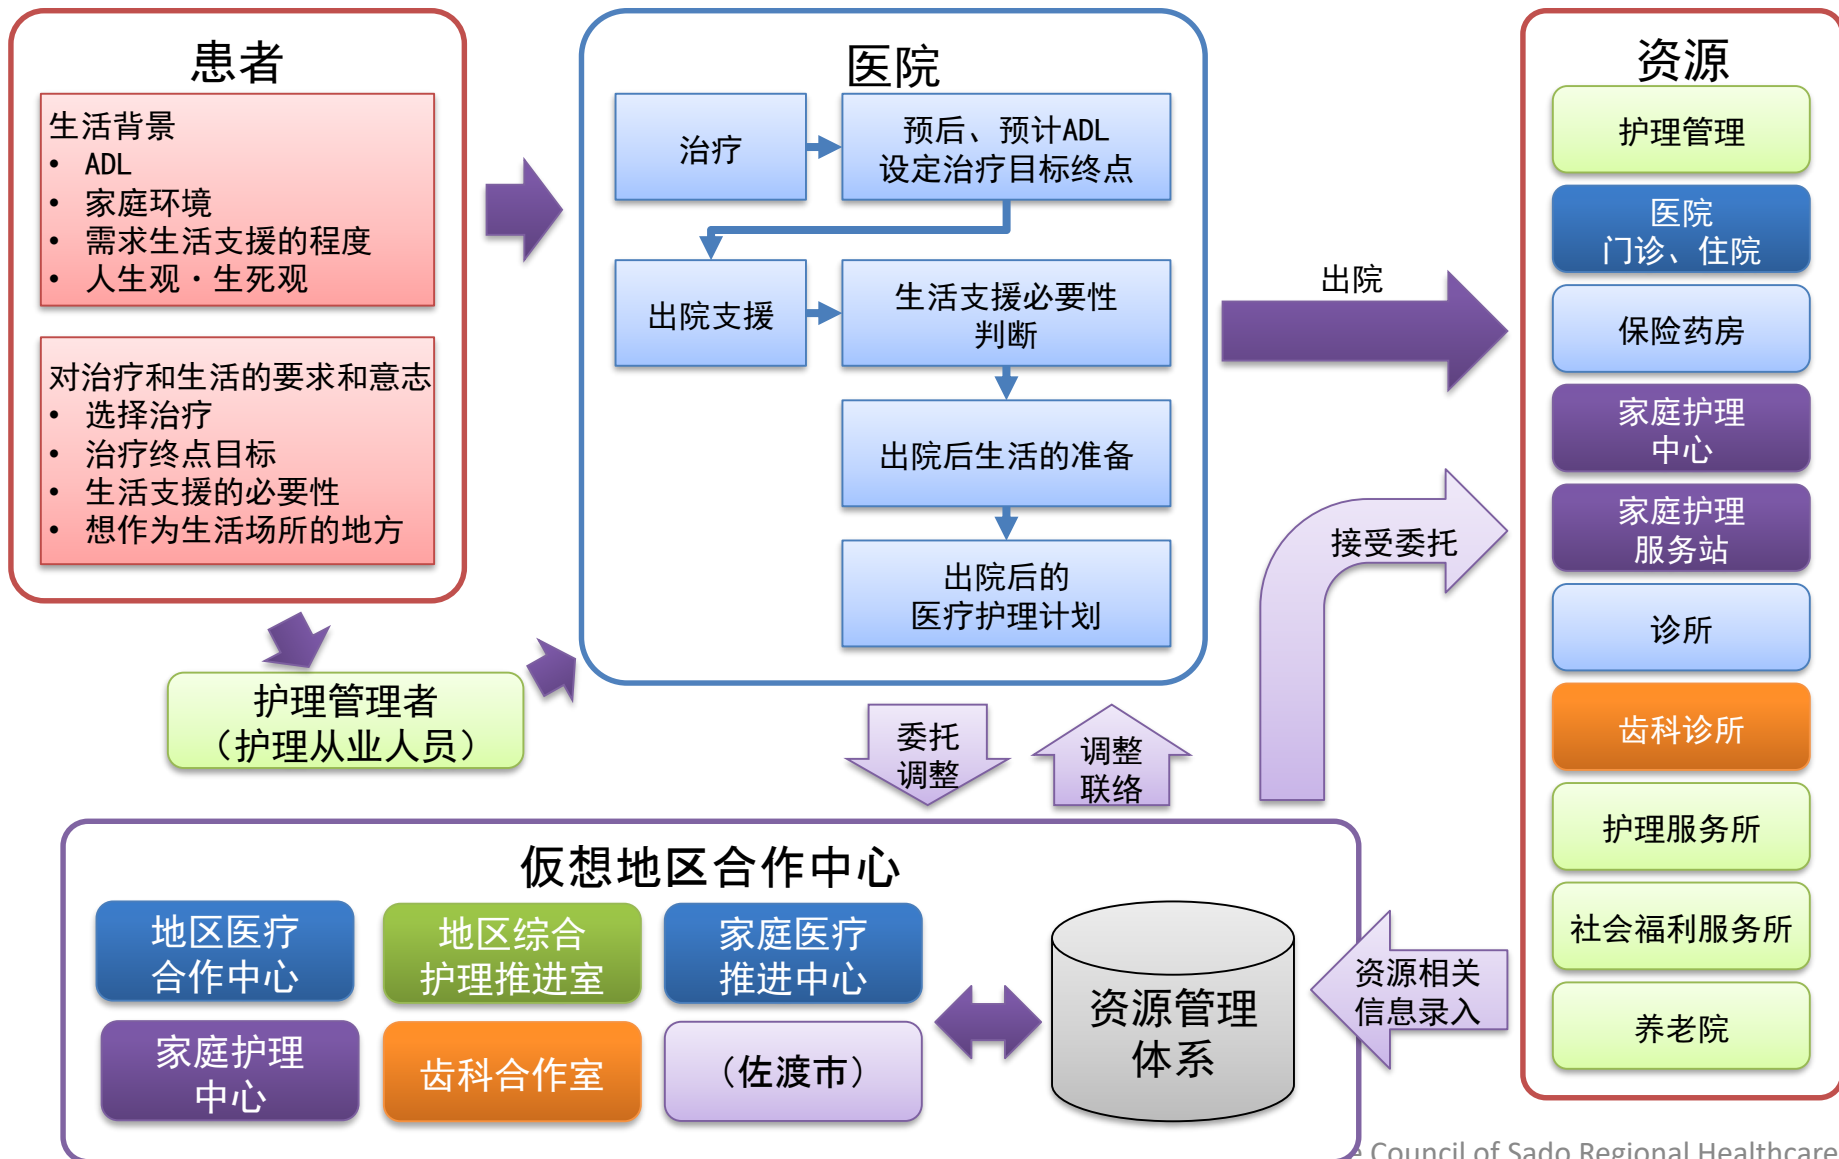 患者
生活背景
• ADL
• 家庭环境
• 需求生活支援的程度
• 人生观・生死观
对治疗和生活的要求和意志
• 选择治疗
• 治疗终点目标
• 生活支援的必要性
• 想作为生活场所的地方
护理管理者
（护理从业人员）
医院
治疗
预后、预计ADL
设定治疗目标终点
出院支援
生活支援必要性
判断
出院后生活的准备
出院后的
医疗护理计划
出院
接受委托
委托
调整
调整
联络
资源
护理管理
医院
门诊、住院
保险药房
家庭护理
中心
家庭护理
服务站
诊所
齿科诊所
护理服务所
社会福利服务所
养老院
仮想地区合作中心
地区医疗
合作中心
地区综合
护理推进室
家庭医疗
推进中心
家庭护理
中心
齿科合作室
（佐渡市）
资源管理
体系
资源相关
信息录入
Council of Sado Regional Healthcare